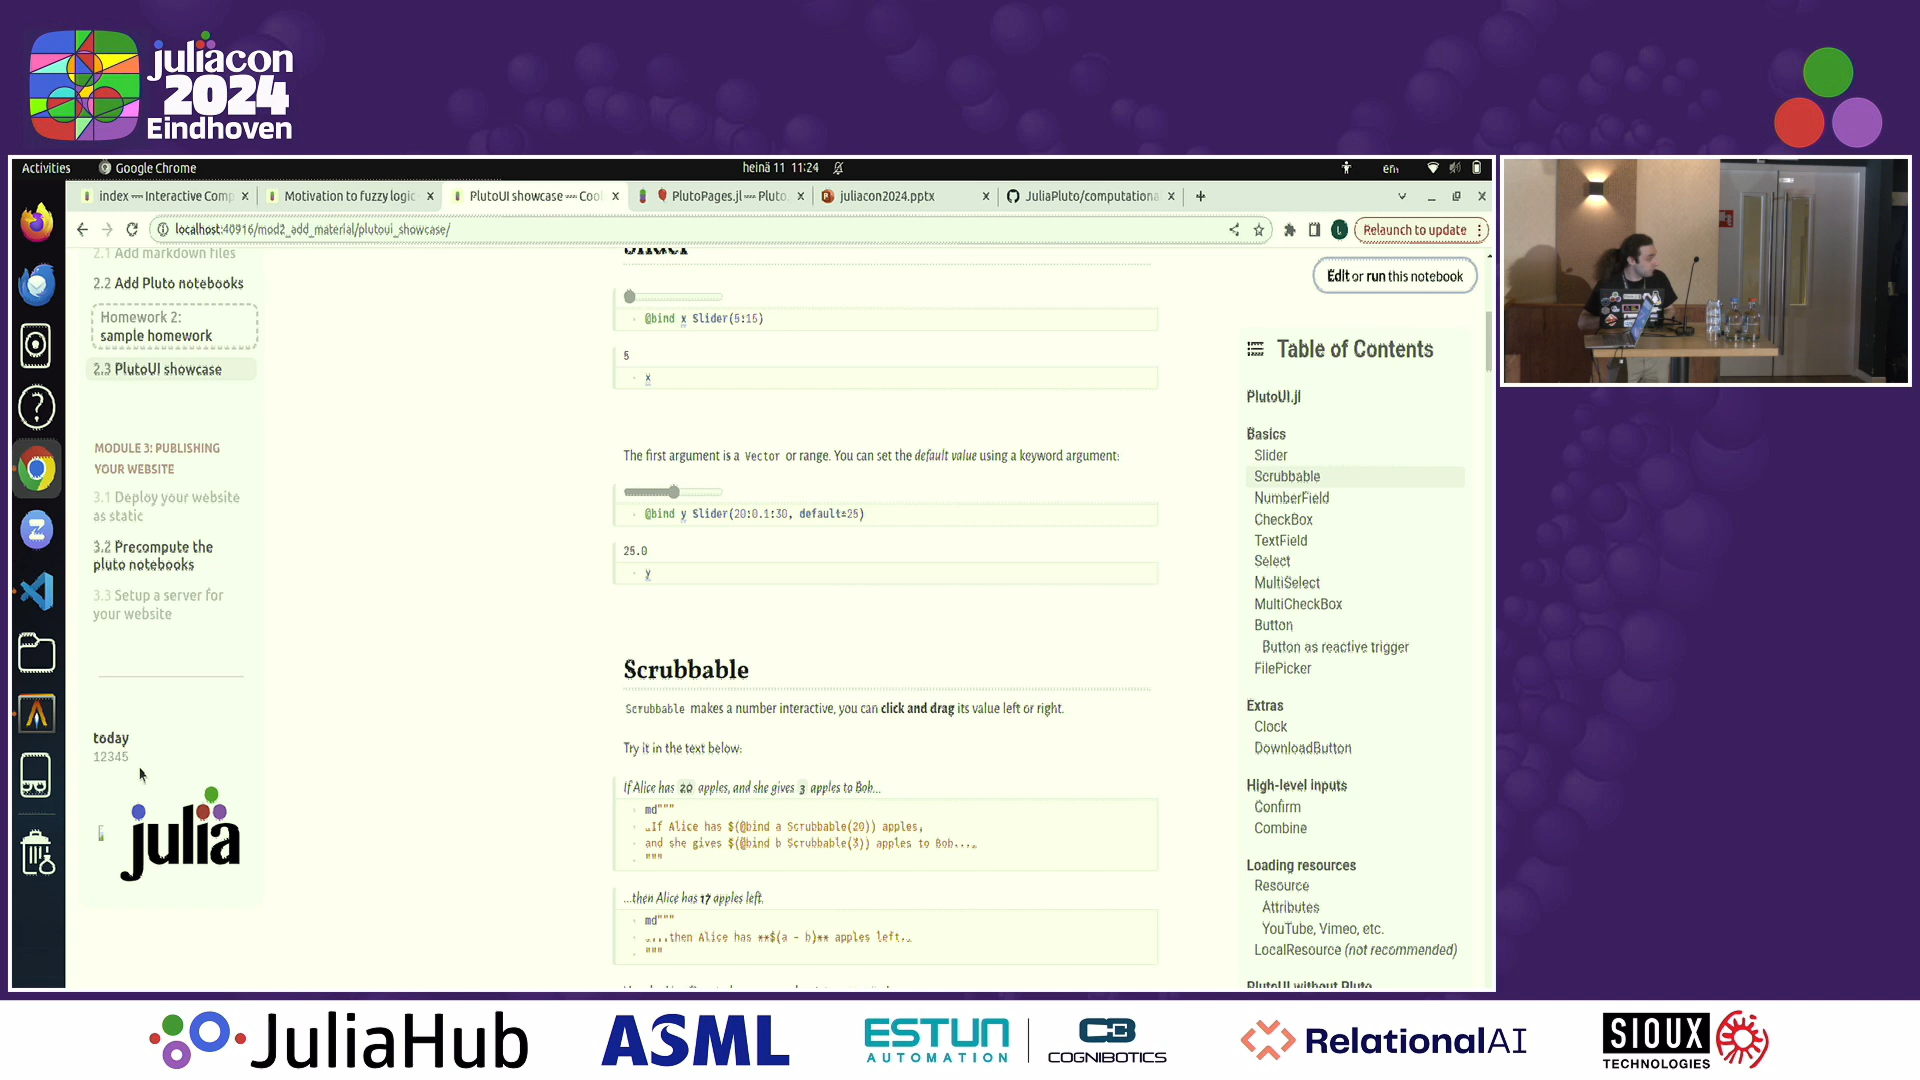 juliacon
2024
Eindhoven
Activities
Google Chrome
heinä 11 11:24
en₁
index — Interactive Comp
Motivation to fuzzy logic
PlutoUI showcase — Cool
PlutoPages.jl — Pluto.
juliacon2024.pptx
JuliaPluto/computationa
localhost:40916/mod2_add_material/plutoui_showcase/
L
Relaunch to update
2.1 Add markdown files
2.2 Add Pluto notebooks
Homework 2:
sample homework
2.3 PlutoUI showcase
MODULE 3: PUBLISHING
YOUR WEBSITE
3.1 Deploy your website
as static
3.2 Precompute the
pluto notebooks
3.3 Setup a server for
your website
today
12345
julia
Slider
@bind x Slider(5:15)
5
x
The first argument is a Vector or range. You can set the default value using a keyword argument:
@bind y Slider(20:0.1:30, default=25)
25.0
y
Scrubbable
Scrubbable makes a number interactive, you can click and drag its value left or right.
Try it in the text below:
If Alice has 20 apples, and she gives 3 apples to Bob...
md"""
_If Alice has $(@bind a Scrubbable(20)) apples,
and she gives $(@bind b Scrubbable(3)) apples to Bob..._
"""
...then Alice has 17 apples left.
md"""
_...then Alice has **$(a - b)** apples left._
"""
Edit or run this notebook
Table of Contents
PlutoUI.jl
Basics
Slider
Scrubbable
NumberField
CheckBox
TextField
Select
MultiSelect
MultiCheckBox
Button
Button as reactive trigger
FilePicker
Extras
Clock
DownloadButton
High-level inputs
Confirm
Combine
Loading resources
Resource
Attributes
YouTube, Vimeo, etc.
LocalResource (not recommended)
PlutoUI without Pluto
JuliaHub
ASML
ESTUN
AUTOMATION
COGNIBOTICS
RelationalAI
SIOUX
TECHNOLOGIES